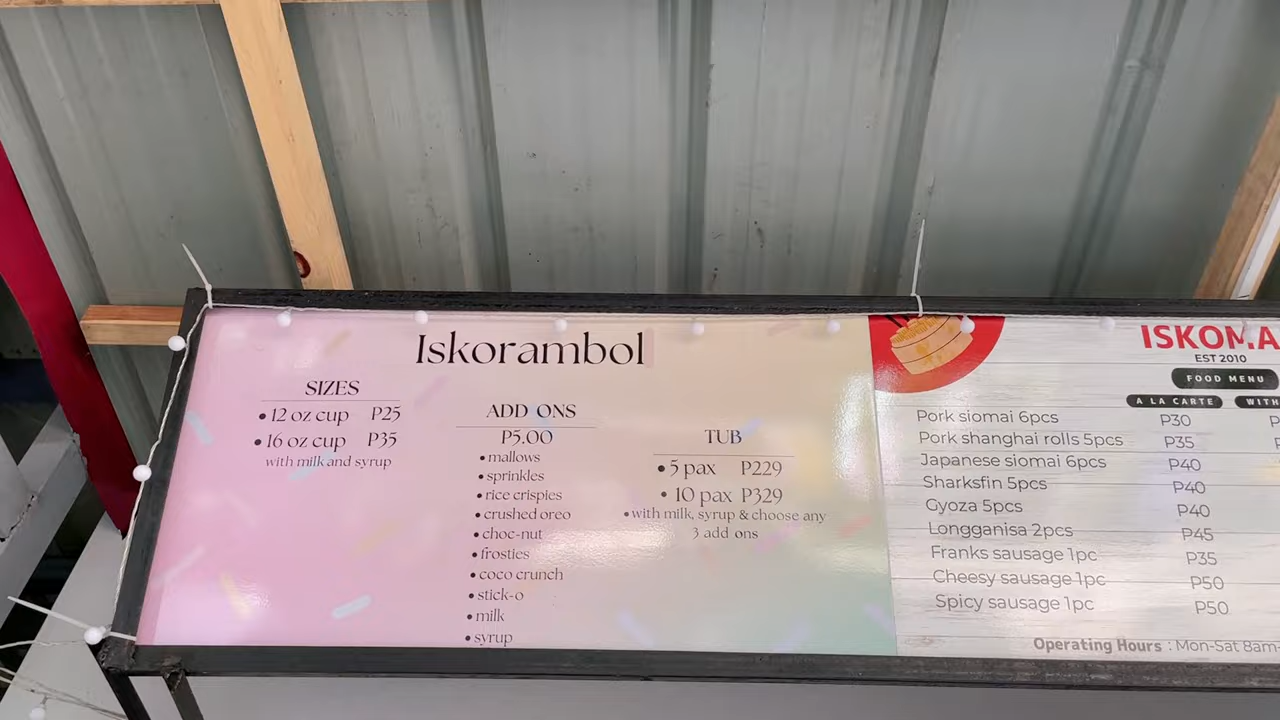 Iskorambol
SIZES
• 12 oz cup P25
• 16 oz cup P35
with milk and syrup
ADD ONS
P5.00
• mallows
• sprinkles
• rice crispies
• crushed oreo
• choc-nut
• frosties
• coco crunch
• stick-o
• milk
• syrup
TUB
• 5 pax P229
• 10 pax P329
• with milk, syrup & choose any
3 add ons
EST 2010
FOOD MENU
A LA CARTE WITH
Pork siomai 6pcs P30
Pork shanghai rolls 5pcs P35
Japanese siomai 6pcs P40
Sharksfin 5pcs P40
Gyoza 5pcs P40
Longganisa 2pcs P45
Franks sausage 1pc P35
Cheesy sausage 1pc P50
Spicy sausage 1pc P50
Operating Hours : Mon-Sat 8am-